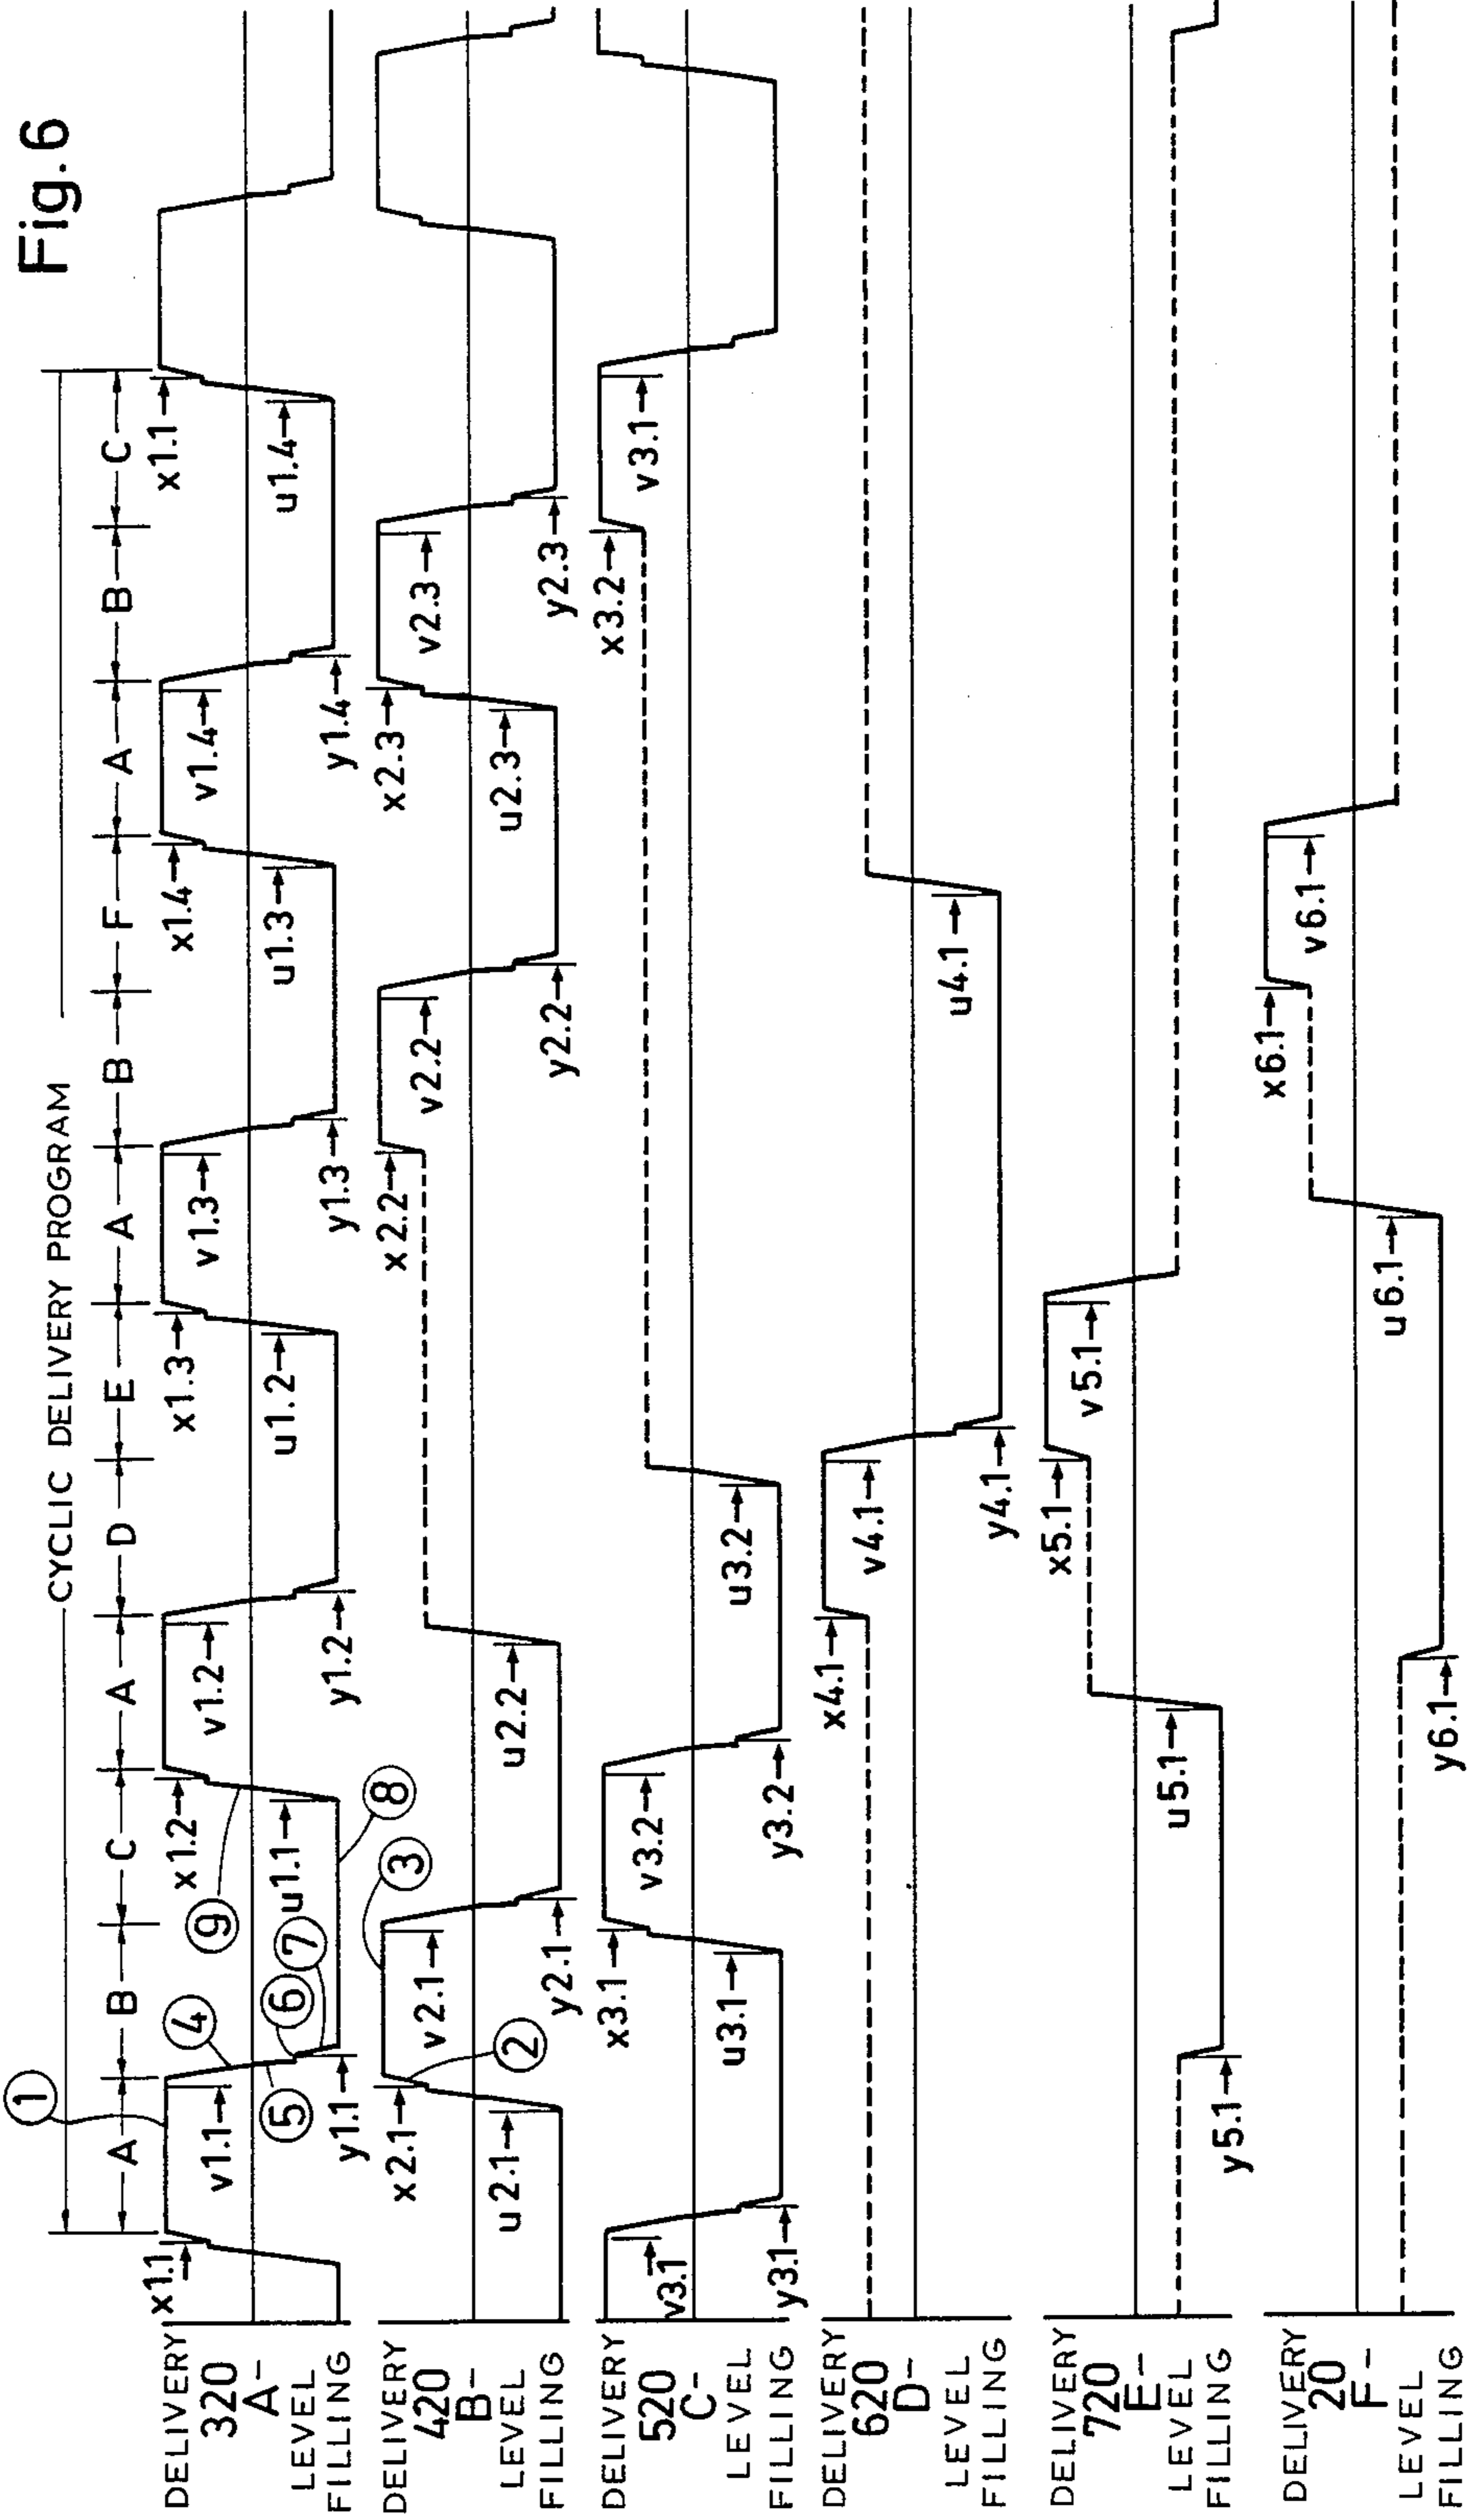 Fig. 6
CYCLIC DELIVERY PROGRAM
A B C A D E A B F A B C
1
DELIVERY
320
A-
LEVEL
FILLING
x1.1
v1.1
4
5
6
7
y1.1
9
8
u1.1
x1.2
v1.2
y1.2
u1.2
x1.3
v1.3
y1.3
u1.3
x1.4
v1.4
y1.4
u1.4
x1.1
DELIVERY
420
B-
LEVEL
FILLING
u2.1
x2.1
2
3
v2.1
y2.1
u2.2
x2.2
v2.2
y2.2
u2.3
x2.3
v2.3
y2.3
DELIVERY
520
C-
LEVEL
FILLING
v3.1
y3.1
u3.1
x3.1
v3.2
y3.2
u3.2
x3.2
v3.1
DELIVERY
620
D-
LEVEL
FILLING
x4.1
v4.1
y4.1
u4.1
DELIVERY
720
E-
LEVEL
FILLING
y5.1
u5.1
x5.1
v5.1
DELIVERY
20
F-
LEVEL
FILLING
y6.1
u6.1
x6.1
v6.1